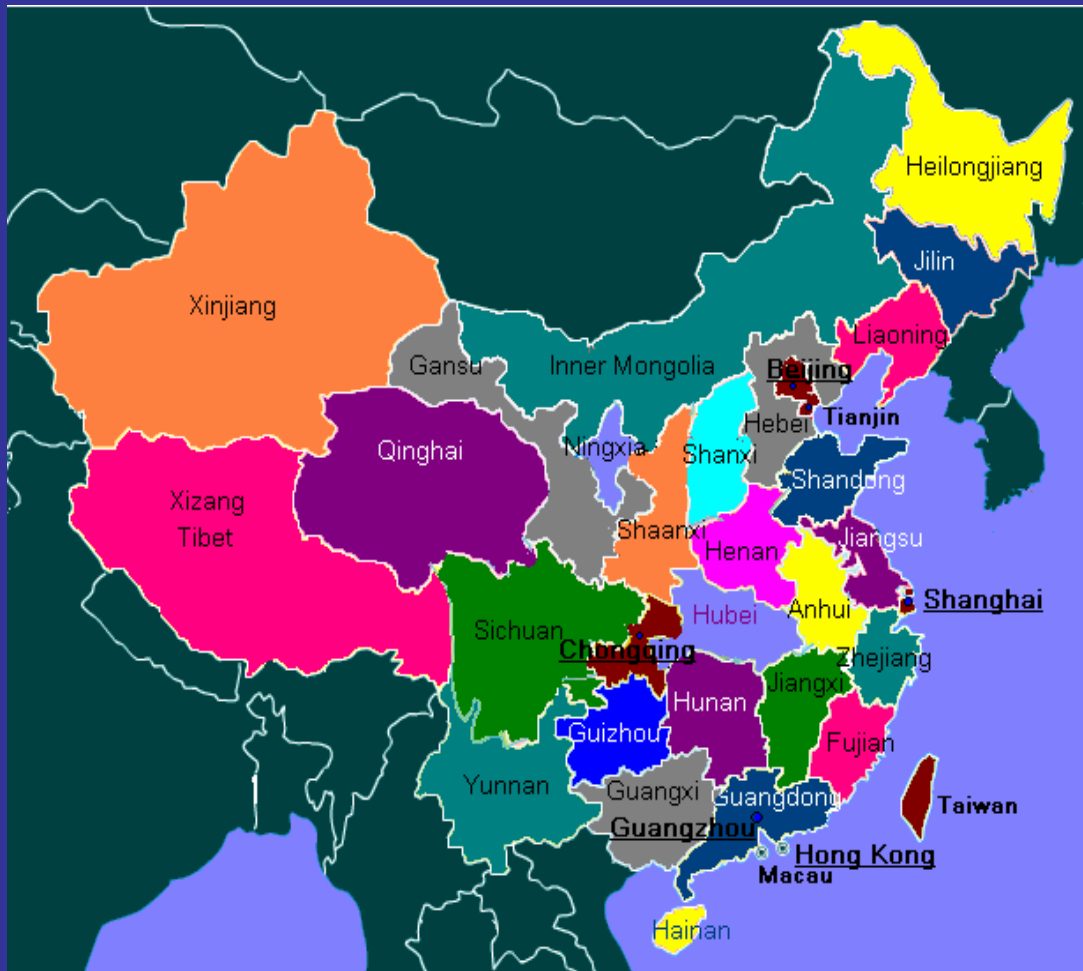 Heilongjiang
Jilin
Xinjiang
Liaoning
Gansu
Inner Mongolia
Beijing
Tianjin
Hebei
Qinghai
Ningxia
Shanxi
Shandong
Xizang
Tibet
Shaanxi
Henan
Jiangsu
Shanghai
Anhui
Hubei
Sichuan
Chongqing
Zhejiang
Jiangxi
Hunan
Guizhou
Fujian
Yunnan
Guangxi
Guangdong
Taiwan
Guangzhou
Hong Kong
Macau
Hainan